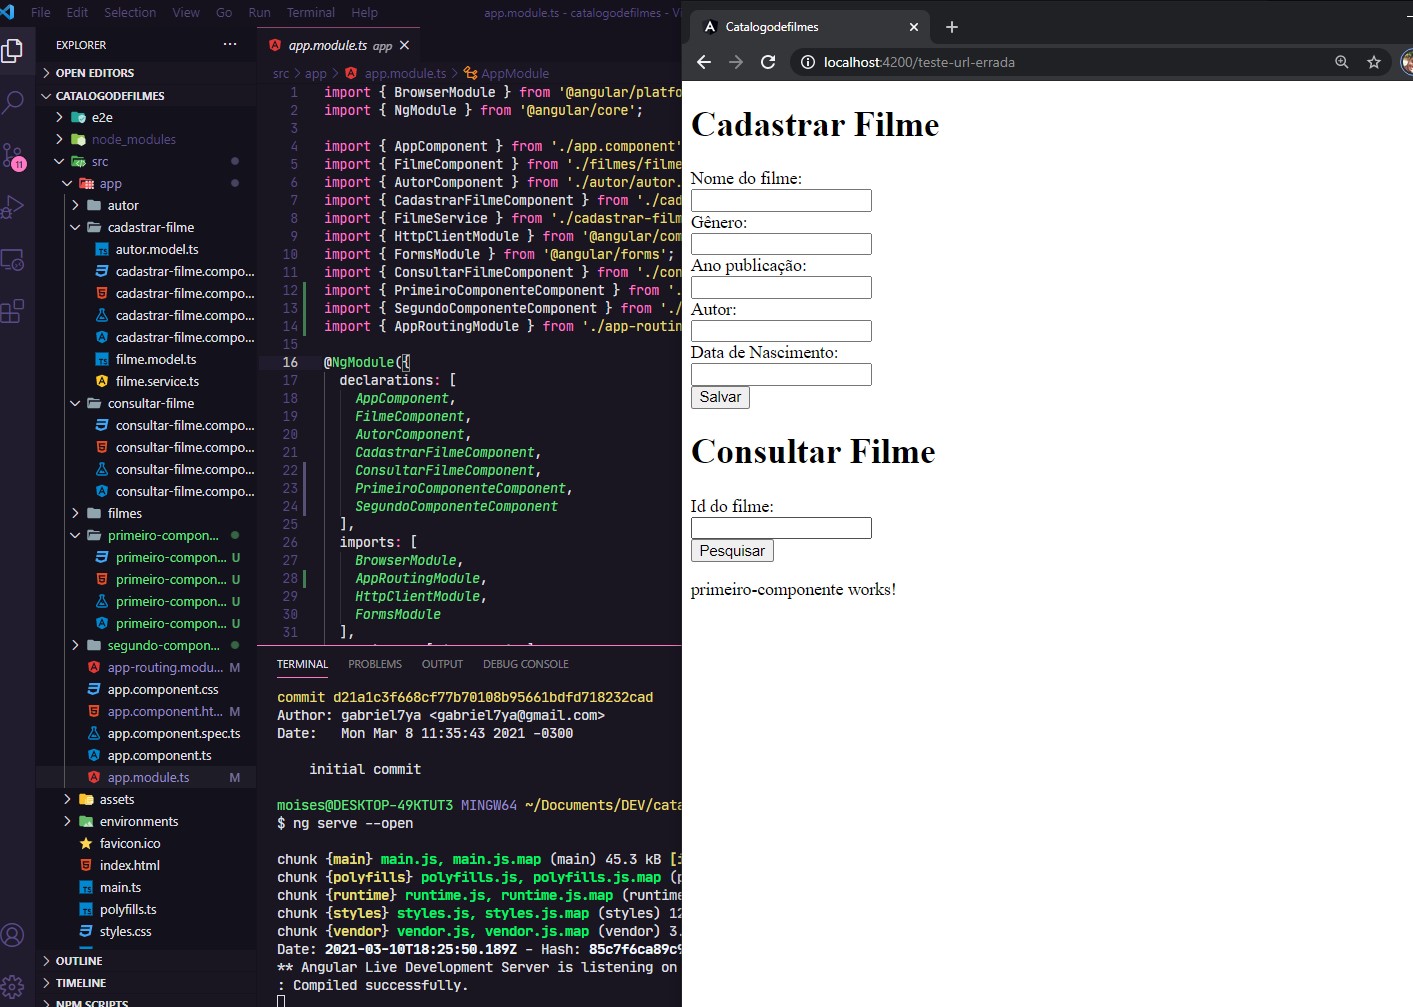 File Edit Selection View Go Run Terminal Help app.module.ts - catalogodefilmes - Vi
EXPLORER
OPEN EDITORS
CATALOGODEFILMES
e2e
node_modules
src
app
autor
cadastrar-filme
autor.model.ts
cadastrar-filme.compo...
cadastrar-filme.compo...
cadastrar-filme.compo...
cadastrar-filme.compo...
filme.model.ts
filme.service.ts
consultar-filme
consultar-filme.compo...
consultar-filme.compo...
consultar-filme.compo...
consultar-filme.compo...
filmes
primeiro-compon...
primeiro-compon... U
primeiro-compon... U
primeiro-compon... U
primeiro-compon... U
segundo-compon...
app-routing.modu... M
app.component.css
app.component.ht... M
app.component.spec.ts
app.component.ts
app.module.ts M
assets
environments
favicon.ico
index.html
main.ts
polyfills.ts
styles.css
OUTLINE
TIMELINE
NPM SCRIPTS
11
app.module.ts app
src > app > app.module.ts > AppModule
1 import { BrowserModule } from '@angular/platfo
2 import { NgModule } from '@angular/core';
3
4 import { AppComponent } from './app.component'
5 import { FilmeComponent } from './filmes/filme
6 import { AutorComponent } from './autor/autor.
7 import { CadastrarFilmeComponent } from './cad
8 import { FilmeService } from './cadastrar-film
9 import { HttpClientModule } from '@angular/com
10 import { FormsModule } from '@angular/forms';
11 import { ConsultarFilmeComponent } from './con
12 import { PrimeiroComponenteComponent } from '.
13 import { SegundoComponenteComponent } from './
14 import { AppRoutingModule } from './app-routin
15
16 @NgModule({
17 declarations: [
18 AppComponent,
19 FilmeComponent,
20 AutorComponent,
21 CadastrarFilmeComponent,
22 ConsultarFilmeComponent,
23 PrimeiroComponenteComponent,
24 SegundoComponenteComponent
25 ],
26 imports: [
27 BrowserModule,
28 AppRoutingModule,
29 HttpClientModule,
30 FormsModule
31 ],
TERMINAL PROBLEMS OUTPUT DEBUG CONSOLE
commit d21a1c3f668cf77b70108b95661bdfd718232cad
Author: gabriel7ya <gabriel7ya@gmail.com>
Date: Mon Mar 8 11:35:43 2021 -0300
initial commit
moises@DESKTOP-49KTUT3 MINGW64 ~/Documents/DEV/cata
$ ng serve --open
chunk {main} main.js, main.js.map (main) 45.3 kB [i
chunk {polyfills} polyfills.js, polyfills.js.map (p
chunk {runtime} runtime.js, runtime.js.map (runtime
chunk {styles} styles.js, styles.js.map (styles) 12
chunk {vendor} vendor.js, vendor.js.map (vendor) 3.
Date: 2021-03-10T18:25:50.189Z - Hash: 85c7f6ca89c9
** Angular Live Development Server is listening on
: Compiled successfully.
Catalogodefilmes
localhost:4200/teste-url-errada
Cadastrar Filme
Nome do filme:
Gênero:
Ano publicação:
Autor:
Data de Nascimento:
Salvar
Consultar Filme
Id do filme:
Pesquisar
primeiro-componente works!